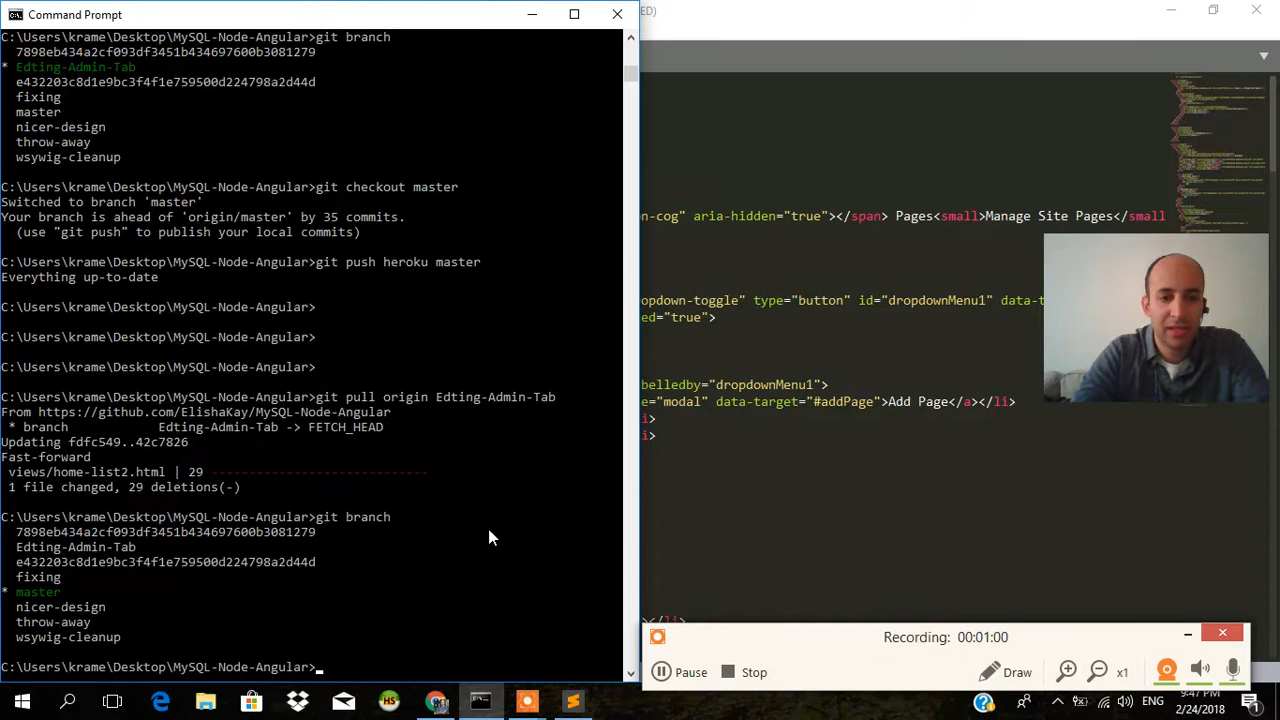 Command Prompt
C:\Users\krame\Desktop\MySQL-Node-Angular>git branch
7898eb434a2cf093df3451b434697600b3081279
* Edting-Admin-Tab
e432203c8d1e9bc3f4f1e759500d224798a2d44d
fixing
master
nicer-design
throw-away
wsywig-cleanup
C:\Users\krame\Desktop\MySQL-Node-Angular>git checkout master
Switched to branch 'master'
Your branch is ahead of 'origin/master' by 35 commits.
(use "git push" to publish your local commits)
C:\Users\krame\Desktop\MySQL-Node-Angular>git push heroku master
Everything up-to-date
C:\Users\krame\Desktop\MySQL-Node-Angular>
C:\Users\krame\Desktop\MySQL-Node-Angular>
C:\Users\krame\Desktop\MySQL-Node-Angular>
C:\Users\krame\Desktop\MySQL-Node-Angular>git pull origin Edting-Admin-Tab
From https://github.com/ElishaKay/MySQL-Node-Angular
* branch Edting-Admin-Tab -> FETCH_HEAD
Updating fdfc549..42c7826
Fast-forward
views/home-list2.html | 29 -----------------------------
1 file changed, 29 deletions(-)
C:\Users\krame\Desktop\MySQL-Node-Angular>git branch
7898eb434a2cf093df3451b434697600b3081279
Edting-Admin-Tab
e432203c8d1e9bc3f4f1e759500d224798a2d44d
fixing
* master
nicer-design
throw-away
wsywig-cleanup
C:\Users\krame\Desktop\MySQL-Node-Angular>_
ED)
on-cog" aria-hidden="true"></span> Pages<small>Manage Site Pages</small
opdown-toggle" type="button" id="dropdownMenu1" data-t
ed="true">
belledby="dropdownMenu1">
e="modal" data-target="#addPage">Add Page</a></li>
i>
i>
></li>
Recording: 00:01:00
Pause
Stop
Draw
x1
HS
ENG
9:47 PM
2/24/2018
1